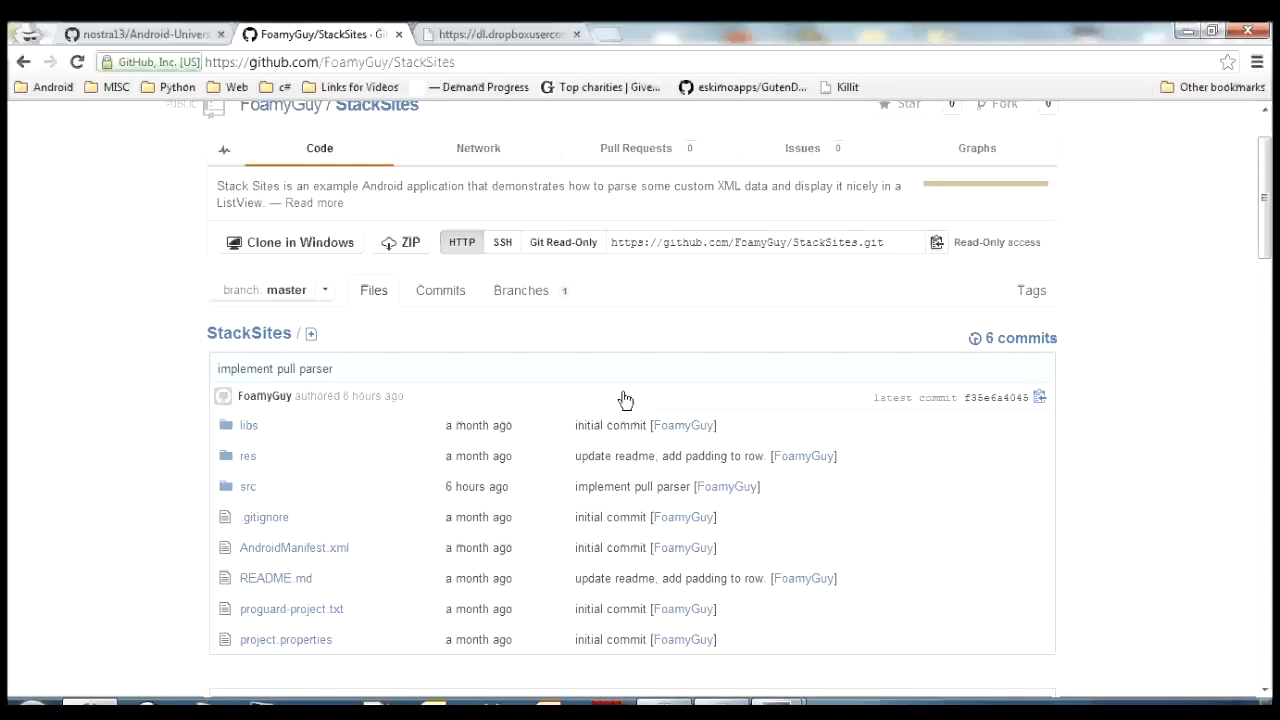 nostra13/Android-Univers
FoamyGuy/StackSites · Git
https://dl.dropboxuserco
GitHub, Inc. [US] https://github.com/FoamyGuy/StackSites
Android MISC Python Web c# Links for Videos — Demand Progress Top charities | Give... eskimoapps/GutenD... Killit Other bookmarks
PUBLIC FoamyGuy / StackSites Star 0 Fork 0
Code Network Pull Requests 0 Issues 0 Graphs
Stack Sites is an example Android application that demonstrates how to parse some custom XML data and display it nicely in a
ListView. — Read more
Clone in Windows ZIP HTTP SSH Git Read-Only https://github.com/FoamyGuy/StackSites.git Read-Only access
branch: master Files Commits Branches 1 Tags
StackSites / 6 commits
implement pull parser
FoamyGuy authored 6 hours ago latest commit f35e6a4045
libs a month ago initial commit [FoamyGuy]
res a month ago update readme, add padding to row. [FoamyGuy]
src 6 hours ago implement pull parser [FoamyGuy]
.gitignore a month ago initial commit [FoamyGuy]
AndroidManifest.xml a month ago initial commit [FoamyGuy]
README.md a month ago update readme, add padding to row. [FoamyGuy]
proguard-project.txt a month ago initial commit [FoamyGuy]
project.properties a month ago initial commit [FoamyGuy]